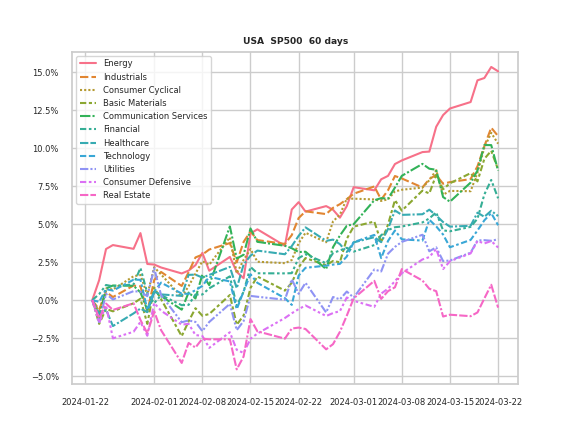 USA  SP500  60 days
Energy
Industrials
Consumer Cyclical
Basic Materials
Communication Services
Financial
Healthcare
Technology
Utilities
Consumer Defensive
Real Estate
15.0%
12.5%
10.0%
7.5%
5.0%
2.5%
0.0%
−2.5%
−5.0%
2024-01-22 2024-02-01 2024-02-08 2024-02-15 2024-02-22 2024-03-01 2024-03-08 2024-03-15 2024-03-22